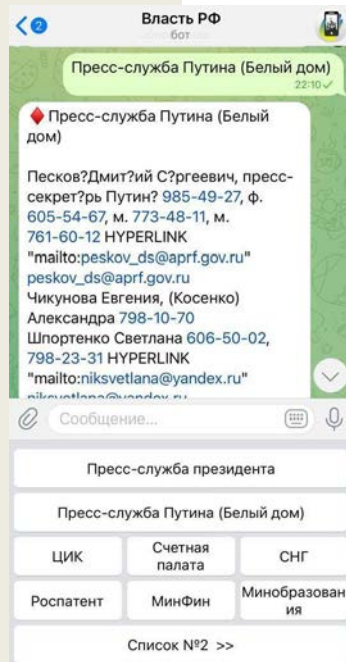 2
Власть РФ
бот
Пресс-служба Путина (Белый дом)
22:10
Пресс-служба Путина (Белый
дом)
Песков?Дмит?ий С?ргеевич, пресс-
секрет?рь Путин? 985-49-27, ф.
605-54-67, м. 773-48-11, м.
761-60-12 HYPERLINK
"mailto:peskov_ds@aprf.gov.ru"
peskov_ds@aprf.gov.ru
Чикунова Евгения, (Косенко)
Александра 798-10-70
Шпортенко Светлана 606-50-02,
798-23-31 HYPERLINK
"mailto:niksvetlana@yandex.ru"
niksvetlana@yandex.ru
Сообщение...
Пресс-служба президента
Пресс-служба Путина (Белый дом)
ЦИК
Счетная
палата
СНГ
Роспатент
МинФин
Минобразован
ия
Список №2 >>